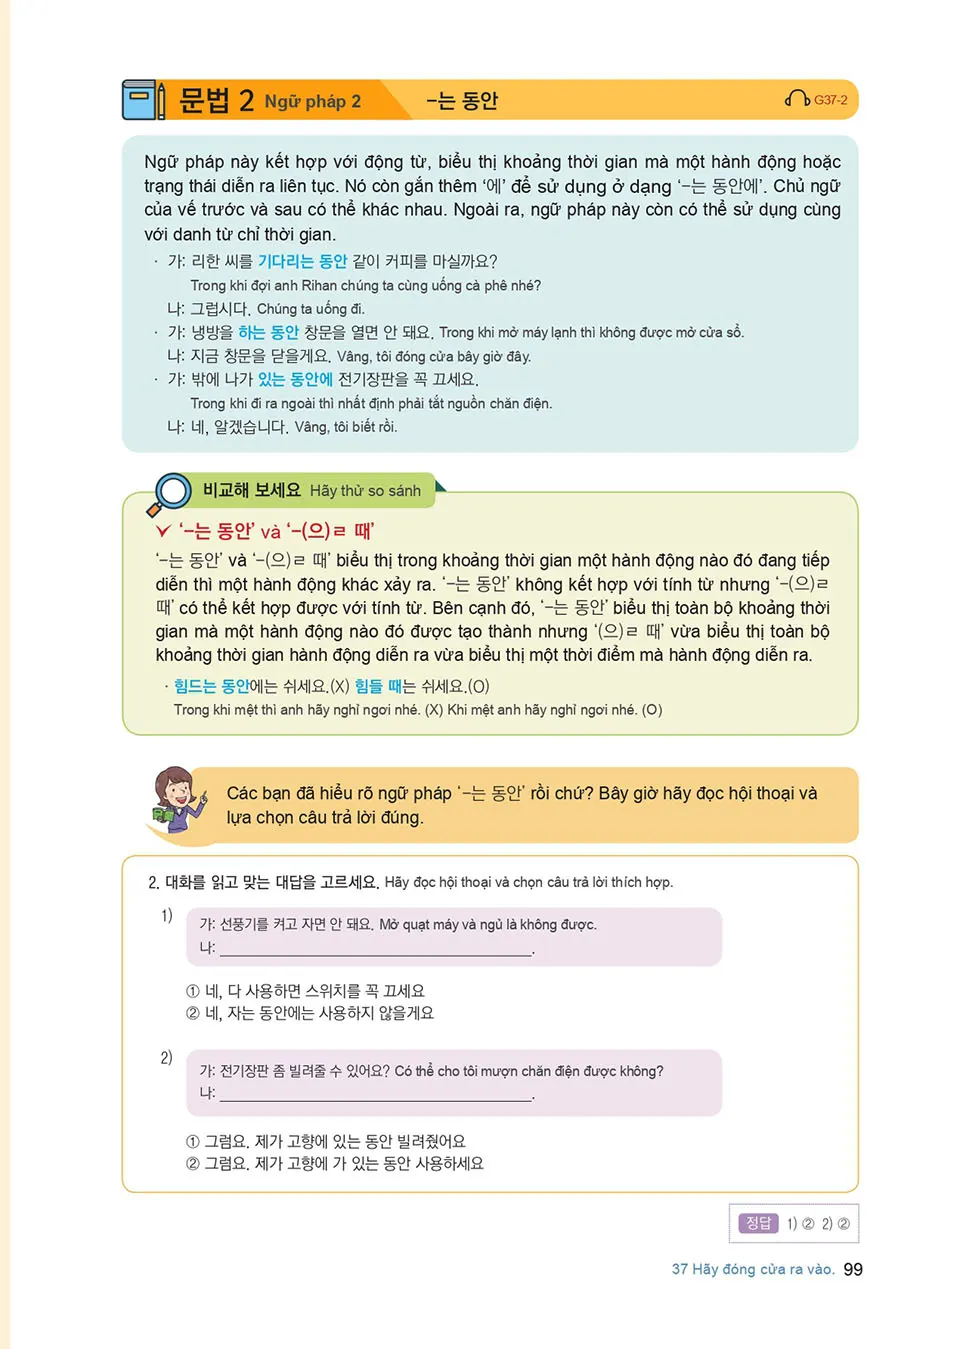 문법 2 Ngữ pháp 2 -는 동안 G37-2
Ngữ pháp này kết hợp với động từ, biểu thị khoảng thời gian mà một hành động hoặc
trạng thái diễn ra liên tục. Nó còn gắn thêm ‘에’ để sử dụng ở dạng ‘-는 동안에’. Chủ ngữ
của vế trước và sau có thể khác nhau. Ngoài ra, ngữ pháp này còn có thể sử dụng cùng
với danh từ chỉ thời gian.
· 가: 리한 씨를 기다리는 동안 같이 커피를 마실까요?
Trong khi đợi anh Rihan chúng ta cùng uống cà phê nhé?
나: 그럽시다. Chúng ta uống đi.
· 가: 냉방을 하는 동안 창문을 열면 안 돼요. Trong khi mở máy lạnh thì không được mở cửa sổ.
나: 지금 창문을 닫을게요. Vâng, tôi đóng cửa bây giờ đây.
· 가: 밖에 나가 있는 동안에 전기장판을 꼭 끄세요.
Trong khi đi ra ngoài thì nhất định phải tắt nguồn chăn điện.
나: 네, 알겠습니다. Vâng, tôi biết rồi.
비교해 보세요 Hãy thử so sánh
‘-는 동안’ và ‘-(으)ㄹ 때’
‘-는 동안’ và ‘-(으)ㄹ 때’ biểu thị trong khoảng thời gian một hành động nào đó đang tiếp
diễn thì một hành động khác xảy ra. ‘-는 동안’ không kết hợp với tính từ nhưng ‘-(으)ㄹ
때’ có thể kết hợp được với tính từ. Bên cạnh đó, ‘-는 동안’ biểu thị toàn bộ khoảng thời
gian mà một hành động nào đó được tạo thành nhưng ‘(으)ㄹ 때’ vừa biểu thị toàn bộ
khoảng thời gian hành động diễn ra vừa biểu thị một thời điểm mà hành động diễn ra.
· 힘드는 동안에는 쉬세요.(X) 힘들 때는 쉬세요.(O)
Trong khi mệt thì anh hãy nghỉ ngơi nhé. (X) Khi mệt anh hãy nghỉ ngơi nhé. (O)
Các bạn đã hiểu rõ ngữ pháp ‘-는 동안’ rồi chứ? Bây giờ hãy đọc hội thoại và
lựa chọn câu trả lời đúng.
2. 대화를 읽고 맞는 대답을 고르세요. Hãy đọc hội thoại và chọn câu trả lời thích hợp.
1)
가: 선풍기를 켜고 자면 안 돼요. Mở quạt máy và ngủ là không được.
나: ______________________________.
① 네, 다 사용하면 스위치를 꼭 끄세요
② 네, 자는 동안에는 사용하지 않을게요
2)
가: 전기장판 좀 빌려줄 수 있어요? Có thể cho tôi mượn chăn điện được không?
나: ______________________________.
① 그럼요. 제가 고향에 있는 동안 빌려줬어요
② 그럼요. 제가 고향에 가 있는 동안 사용하세요
정답 1) ② 2) ②
37 Hãy đóng cửa ra vào. 99